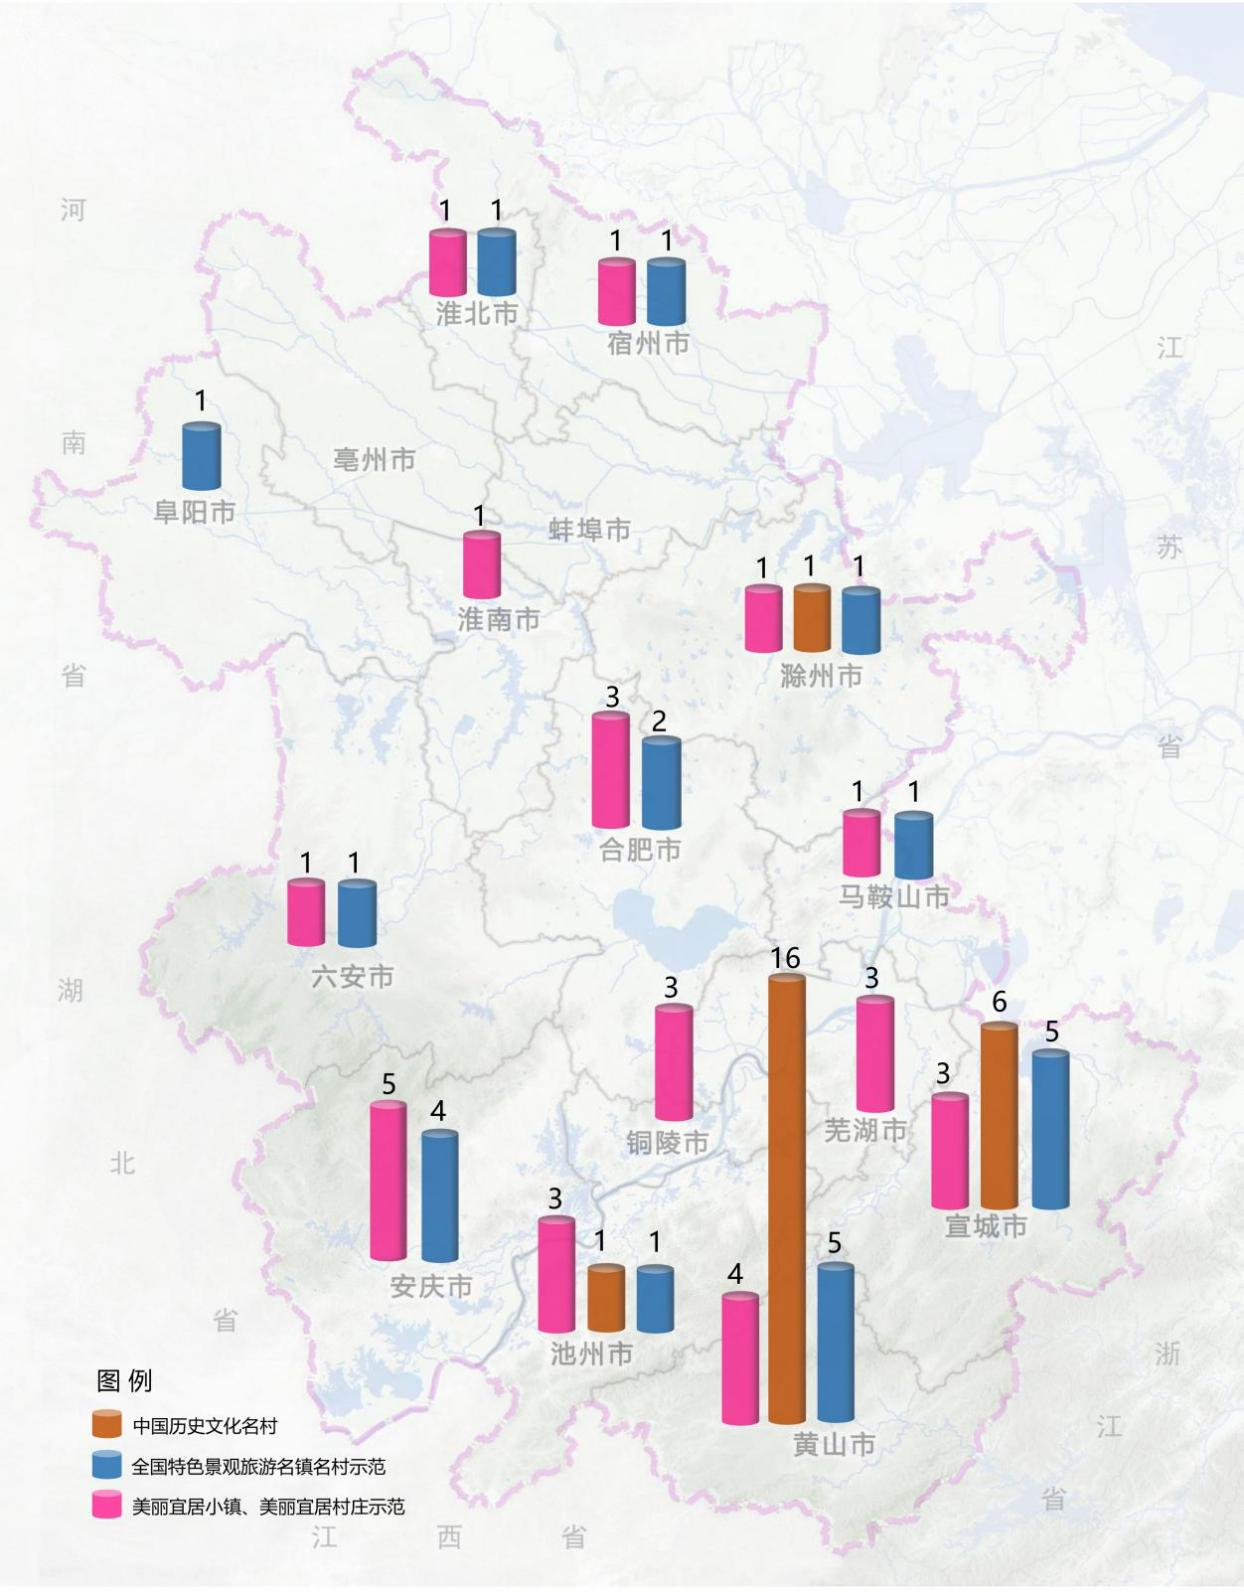 河
1 1
淮北市
1 1
宿州市
江
1
阜阳市
南
亳州市
1
淮南市
蚌埠市
苏
1 1 1
滁州市
省
3 2
合肥市
省
1 1
马鞍山市
1 1
六安市
湖
3
铜陵市
16
3
芜湖市
3 6 5
宣城市
5 4
安庆市
北
3 1 1
池州市
4 5
黄山市
省
浙
江
省
图例
中国历史文化名村
全国特色景观旅游名镇名村示范
美丽宜居小镇、美丽宜居村庄示范
江 西 省